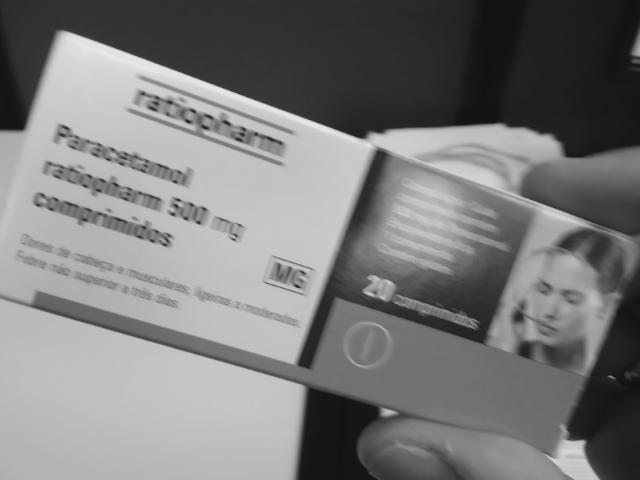 ratiopharm
Paracetamol
ratiopharm 500 mg
comprimidos
Dores de cabeça e musculares, ligeiras a moderadas.
Febre não superior a três dias.
MG
20 comprimidos